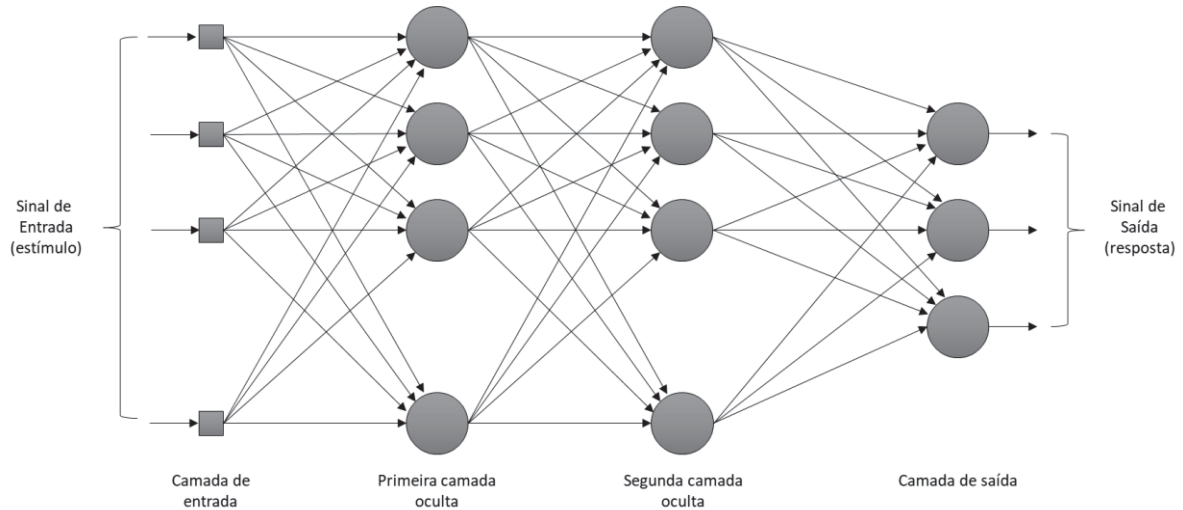 Sinal de
Entrada
(estímulo)
Sinal de
Saída
(resposta)
Camada de
entrada
Primeira camada
oculta
Segunda camada
oculta
Camada de saída